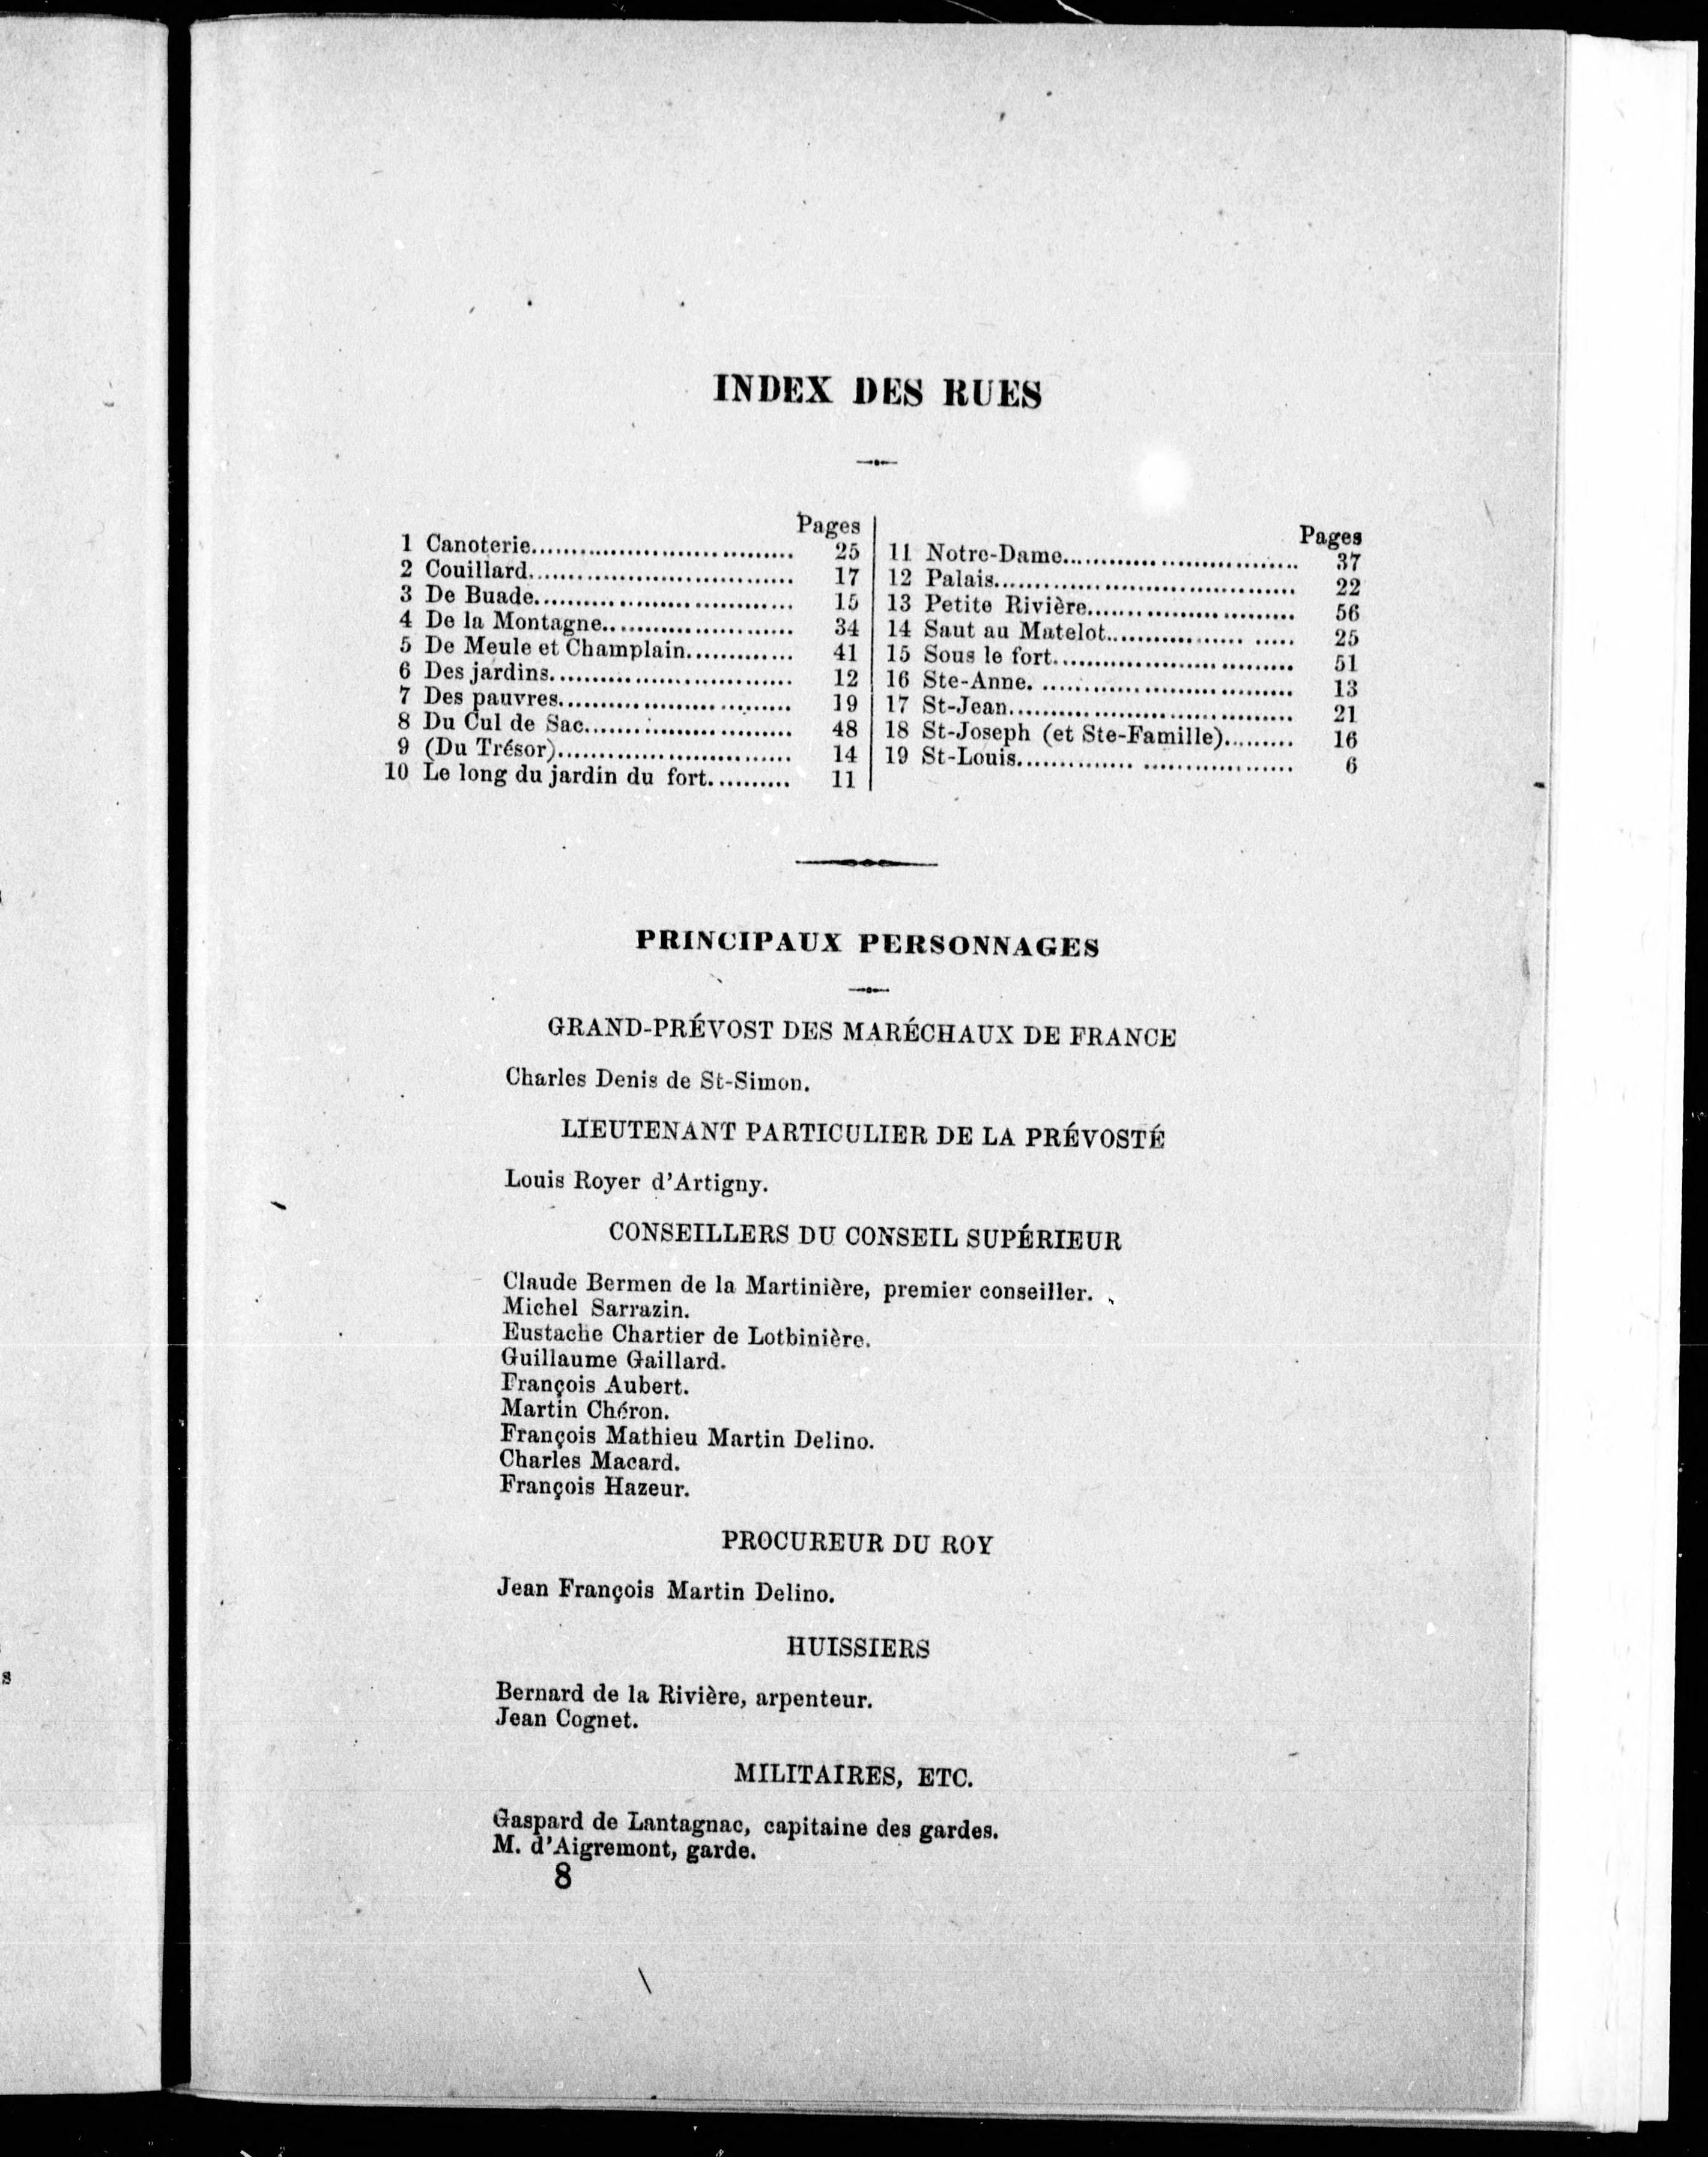 INDEX DES RUES
Pages
1 Canoterie................................ 25
2 Couillard................................. 17
3 De Buade................................ 15
4 De la Montagne....................... 34
5 De Meule et Champlain............. 41
6 Des jardins.............................. 12
7 Des pauvres............................. 19
8 Du Cul de Sac......................... 48
9 (Du Trésor)............................. 14
10 Le long du jardin du fort.......... 11
Pages
11 Notre-Dame............................. 37
12 Palais..................................... 22
13 Petite Rivière......................... 56
14 Saut au Matelot................. ..... 25
15 Sous le fort............................. 51
16 Ste-Anne. ............................... 13
17 St-Jean................................... 21
18 St-Joseph (et Ste-Famille)......... 16
19 St-Louis.............. .................. 6
PRINCIPAUX PERSONNAGES
GRAND-PRÉVOST DES MARÉCHAUX DE FRANCE
Charles Denis de St-Simon.
LIEUTENANT PARTICULIER DE LA PRÉVOSTÉ
Louis Royer d'Artigny.
CONSEILLERS DU CONSEIL SUPÉRIEUR
Claude Bermen de la Martinière, premier conseiller.
Michel Sarrazin.
Eustache Chartier de Lotbinière.
Guillaume Gaillard.
François Aubert.
Martin Chéron.
François Mathieu Martin Delino.
Charles Macard.
François Hazeur.
PROCUREUR DU ROY
Jean François Martin Delino.
HUISSIERS
Bernard de la Rivière, arpenteur.
Jean Cognet.
MILITAIRES, ETC.
Gaspard de Lantagnac, capitaine des gardes.
M. d'Aigremont, garde.
8
s